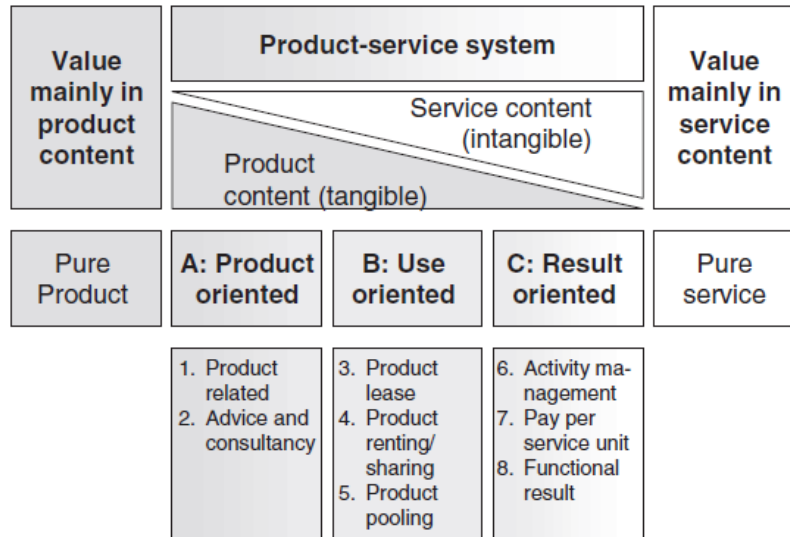 Value
mainly in
product
content
Product-service system
Service content
(intangible)
Product
content (tangible)
Value
mainly in
service
content
Pure
Product
A: Product
oriented
B: Use
oriented
C: Result
oriented
Pure
service
1. Product
related
2. Advice and
consultancy
3. Product
lease
4. Product
renting/
sharing
5. Product
pooling
6. Activity ma-
nagement
7. Pay per
service unit
8. Functional
result